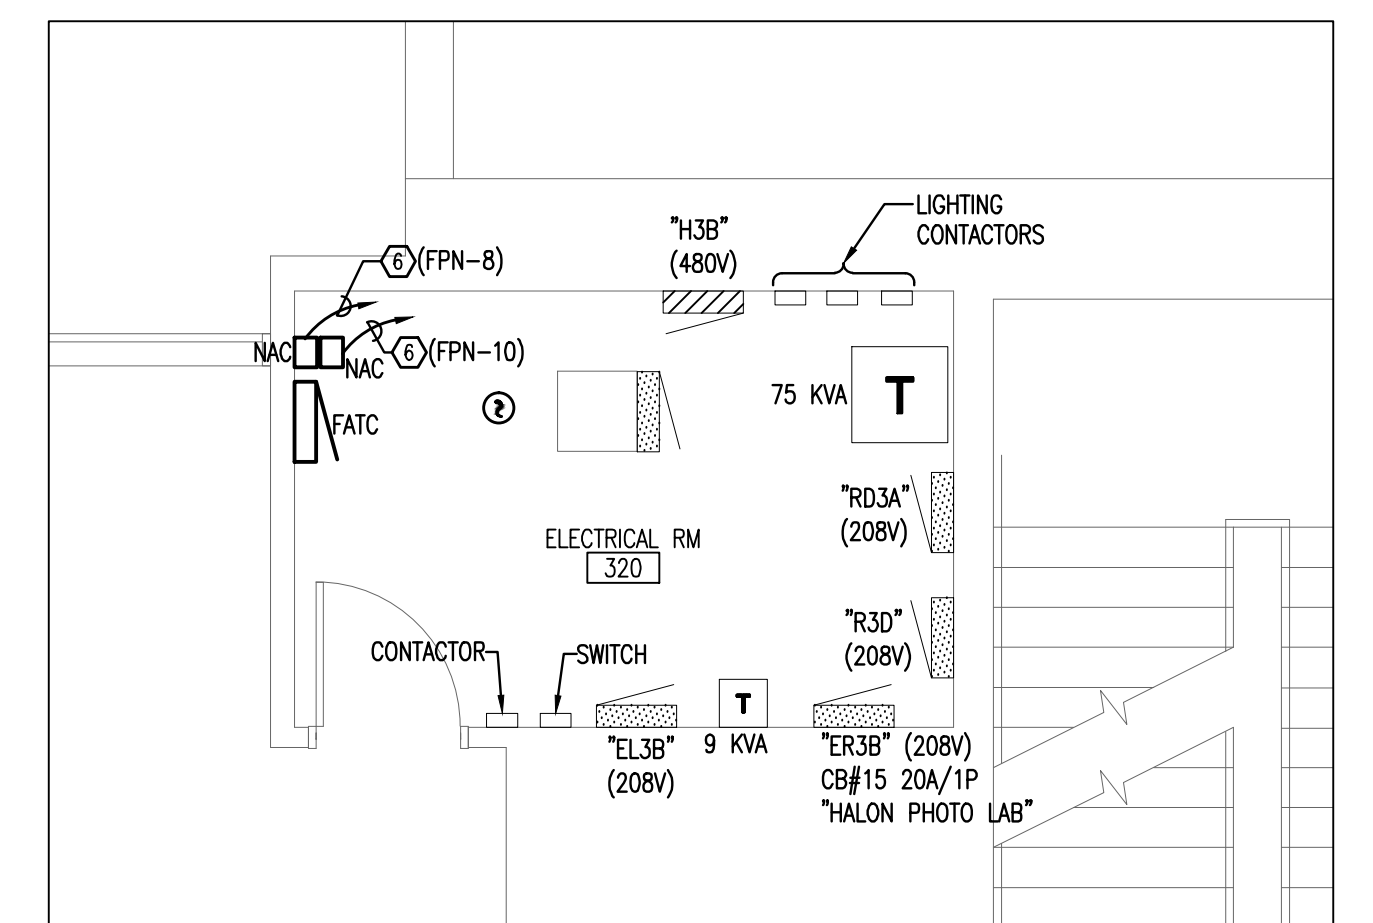 LIGHTING
CONTACTORS
"H3B"
(480V)
6 (FPN-8)
NAC
NAC
6 (FPN-10)
FATC
75 KVA
T
"RD3A"
(208V)
ELECTRICAL RM
320
"R3D"
(208V)
CONTACTOR
SWITCH
T
"EL3B"
(208V)
9 KVA
"ER3B" (208V)
CB#15 20A/1P
"HALON PHOTO LAB"